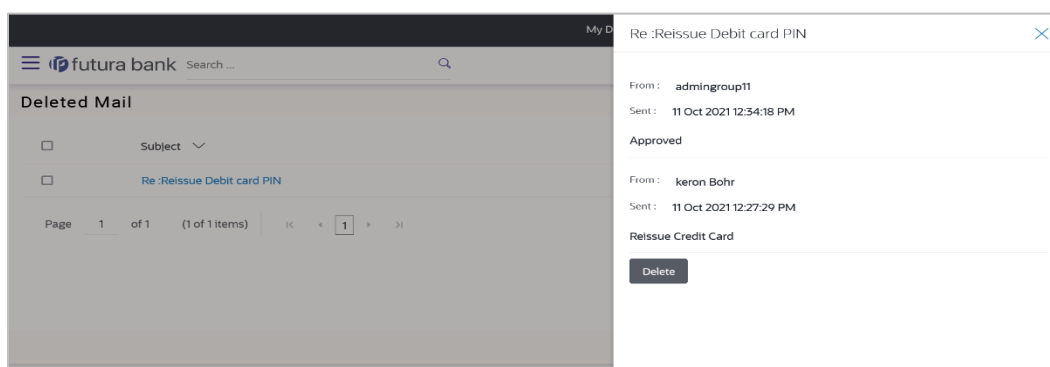 My D
futura bank Search ...
Deleted Mail
Subject
Re :Reissue Debit card PIN
Page 1 of 1 (1 of 1 items) 1
Re :Reissue Debit card PIN
From : admingroup11
Sent : 11 Oct 2021 12:34:18 PM
Approved
From : keron Bohr
Sent : 11 Oct 2021 12:27:29 PM
Reissue Credit Card
Delete